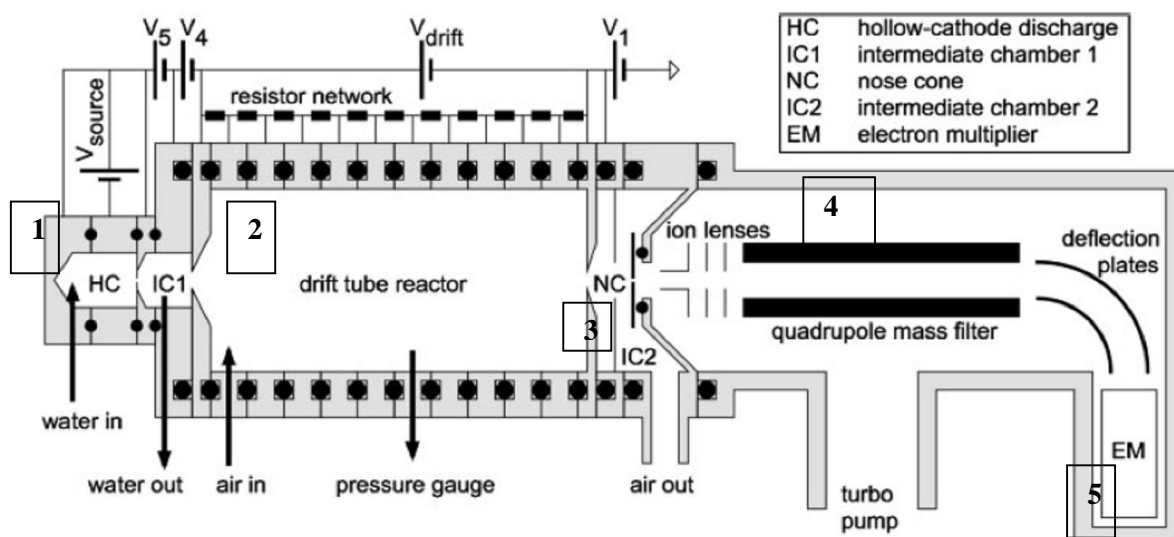 V5
V4
Vdrift
V1
HC hollow-cathode discharge
IC1 intermediate chamber 1
NC nose cone
IC2 intermediate chamber 2
EM electron multiplier
resistor network
Vsource
1
2
4
ion lenses
deflection
plates
HC
IC1
drift tube reactor
NC
3
quadrupole mass filter
IC2
water in
water out
air in
pressure gauge
air out
turbo
pump
EM
5